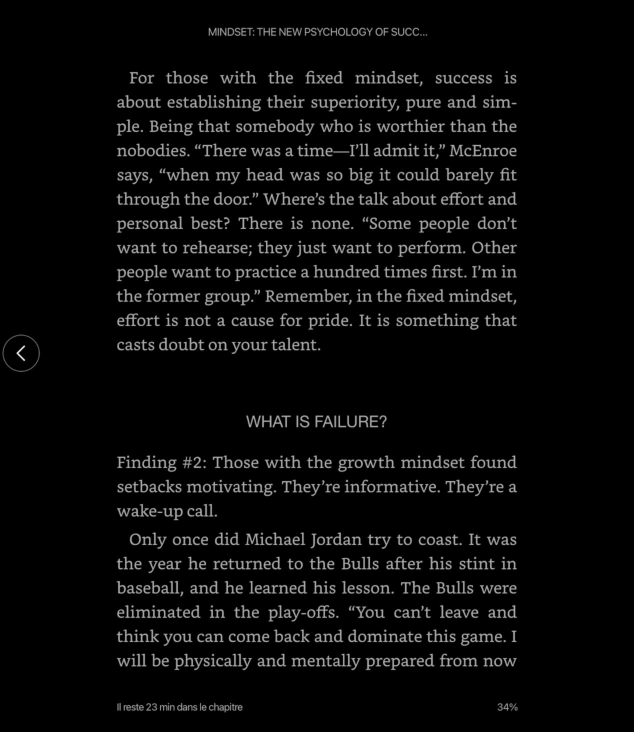 MINDSET: THE NEW PSYCHOLOGY OF SUCC...
For those with the fixed mindset, success is
about establishing their superiority, pure and sim-
ple. Being that somebody who is worthier than the
nobodies. “There was a time—I’ll admit it,” McEnroe
says, “when my head was so big it could barely fit
through the door.” Where’s the talk about effort and
personal best? There is none. “Some people don’t
want to rehearse; they just want to perform. Other
people want to practice a hundred times first. I’m in
the former group.” Remember, in the fixed mindset,
effort is not a cause for pride. It is something that
casts doubt on your talent.
WHAT IS FAILURE?
Finding #2: Those with the growth mindset found
setbacks motivating. They’re informative. They’re a
wake-up call.
Only once did Michael Jordan try to coast. It was
the year he returned to the Bulls after his stint in
baseball, and he learned his lesson. The Bulls were
eliminated in the play-offs. “You can’t leave and
think you can come back and dominate this game. I
will be physically and mentally prepared from now
Il reste 23 min dans le chapitre
34%